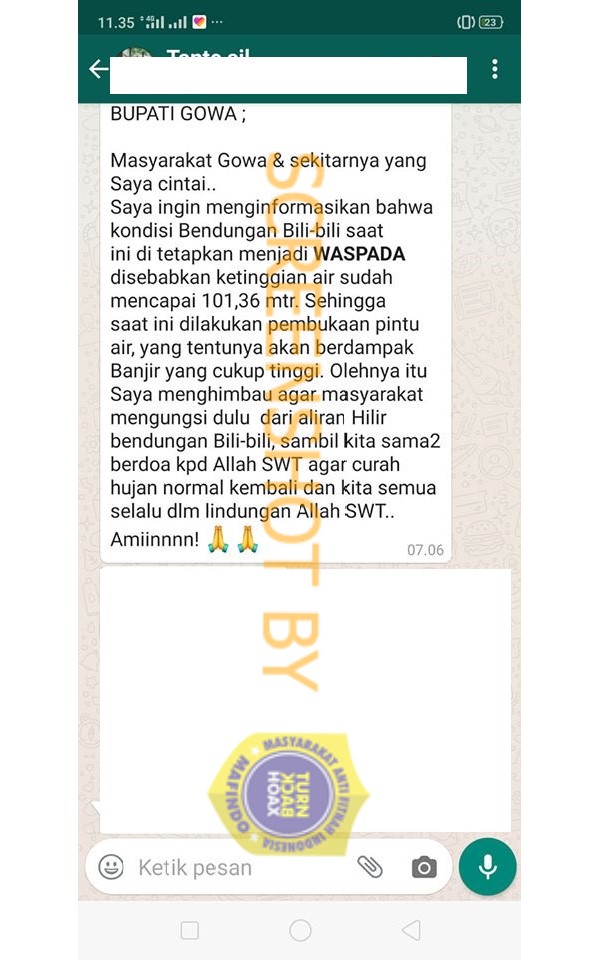 11.35
4G
23
BUPATI GOWA ;
Masyarakat Gowa & sekitarnya yang
Saya cintai..
Saya ingin menginformasikan bahwa
kondisi Bendungan Bili-bili saat
ini di tetapkan menjadi WASPADA
disebabkan ketinggian air sudah
mencapai 101,36 mtr. Sehingga
saat ini dilakukan pembukaan pintu
air, yang tentunya akan berdampak
Banjir yang cukup tinggi. Olehnya itu
Saya menghimbau agar masyarakat
mengungsi dulu  dari aliran Hilir
bendungan Bili-bili, sambil kita sama2
berdoa kpd Allah SWT agar curah
hujan normal kembali dan kita semua
selalu dlm lindungan Allah SWT..
Amiinnnn! 🙏 🙏
07.06
SCREENSHOT BY
MASYARAKAT ANTI FITNAH INDONESIA
MAFINDO
TURN
BACK
HOAX
Ketik pesan